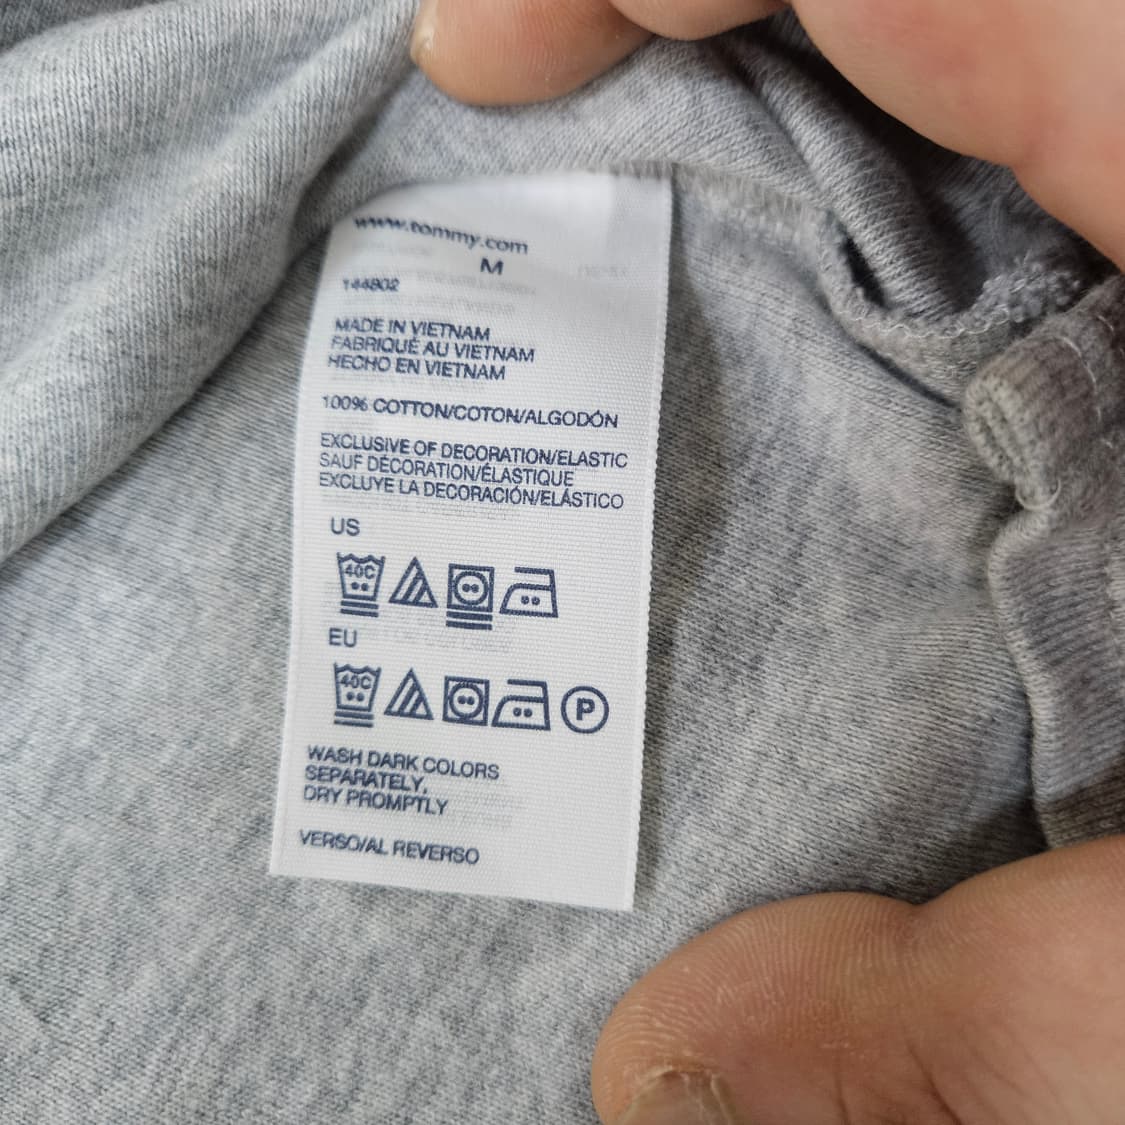 www.tommy.com
M
144802
MADE IN VIETNAM
FABRIQUÉ AU VIETNAM
HECHO EN VIETNAM
100% COTTON/COTON/ALGODÓN
EXCLUSIVE OF DECORATION/ELASTIC
SAUF DÉCORATION/ÉLASTIQUE
EXCLUYE LA DECORACIÓN/ELÁSTICO
US
40C
EU
40C P
WASH DARK COLORS
SEPARATELY,
DRY PROMPTLY
VERSO/AL REVERSO